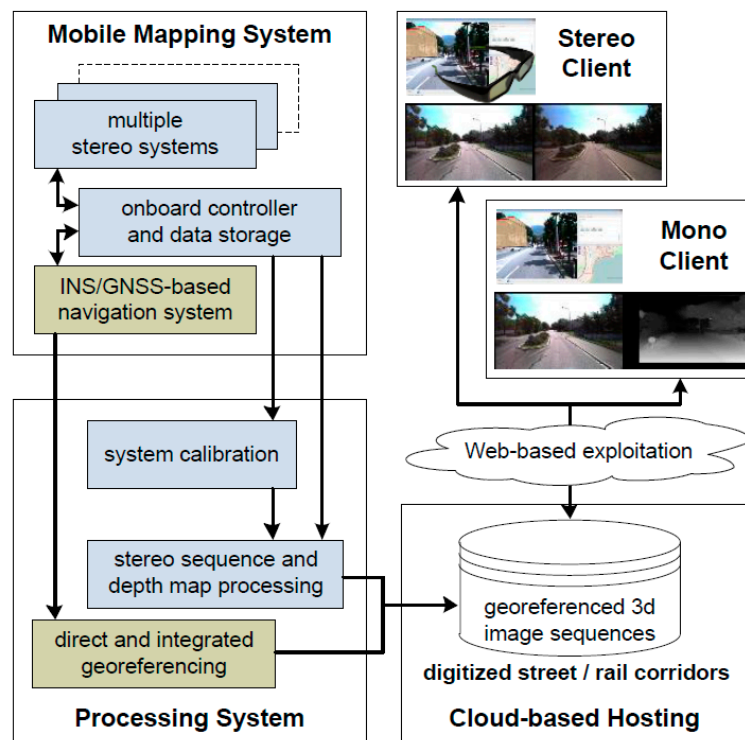 Mobile Mapping System
multiple
stereo systems
onboard controller
and data storage
INS/GNSS-based
navigation system
system calibration
stereo sequence and
depth map processing
direct and integrated
georeferencing
Processing System
Stereo
Client
Mono
Client
Web-based exploitation
georeferenced 3d
image sequences
digitized street / rail corridors
Cloud-based Hosting